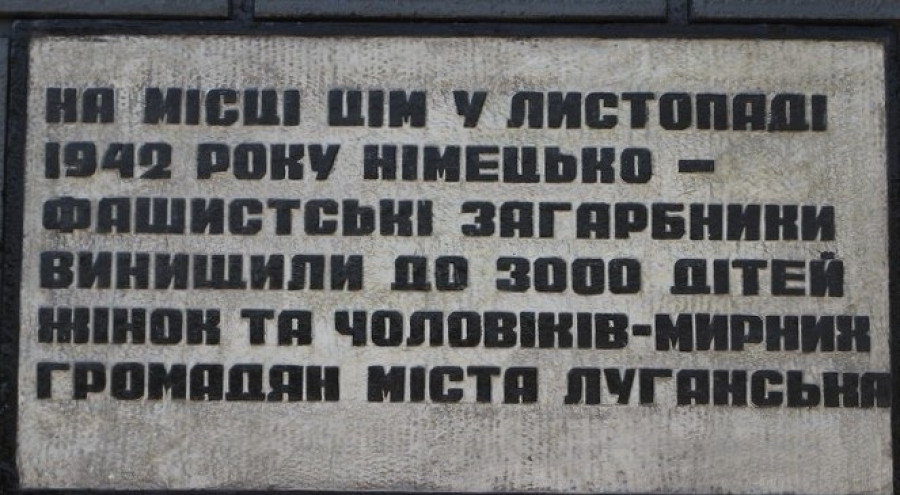 НА МІСЦІ ЦІМ У ЛИСТОПАДІ
1942 РОКУ НІМЕЦЬКО –
ФАШИСТСЬКІ ЗАГАРБНИКИ
ВИНИЩИЛИ ДО 3000 ДІТЕЙ
ЖІНОК ТА ЧОЛОВІКІВ-МИРНИХ
ГРОМАДЯН МІСТА ЛУГАНСЬКА